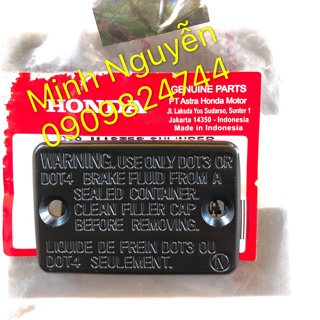 Minh Nguyễn
0909824744
HONDA
GENUINE PARTS
PT Astra Honda Motor
Jl. Laksda Yos Sudarso, Sunter 1
Jakarta 14350 - Indonesia
Made in Indonesia
WARNING. USE ONLY DOT3 OR
DOT4 BRAKE FLUID FROM A
SEALED CONTAINER.
CLEAN FILLER CAP
BEFORE REMOVING.
LIQUIDE DE FREIN DOT3 OU
DOT4 SEULEMENT.